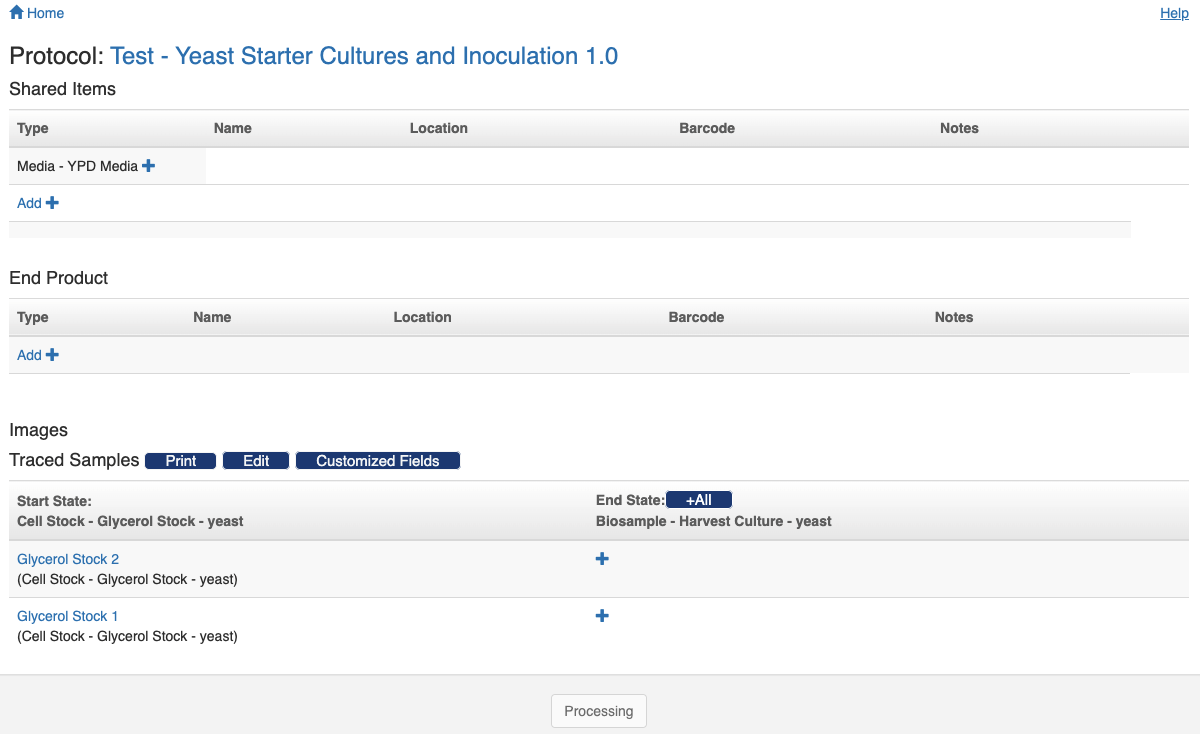 Home Help
Protocol: Test - Yeast Starter Cultures and Inoculation 1.0
Shared Items
Type Name Location Barcode Notes
Media - YPD Media
Add
End Product
Type Name Location Barcode Notes
Add
Images
Traced Samples Print Edit Customized Fields
Start State: End State: +All
Cell Stock - Glycerol Stock - yeast Biosample - Harvest Culture - yeast
Glycerol Stock 2
(Cell Stock - Glycerol Stock - yeast)
Glycerol Stock 1
(Cell Stock - Glycerol Stock - yeast)
Processing